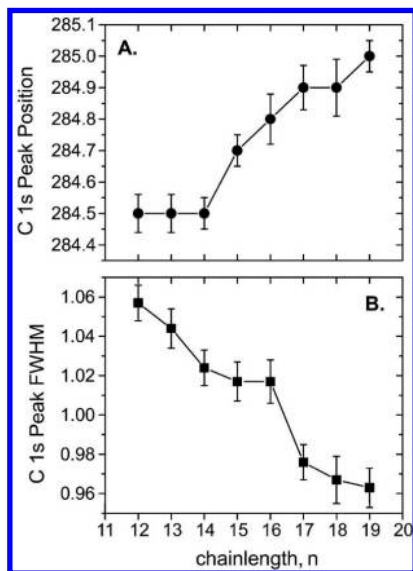 A.
C 1s Peak Position
285.1
285.0
284.9
284.8
284.7
284.6
284.5
284.4
B.
C 1s Peak FWHM
1.06
1.04
1.02
1.00
0.98
0.96
11 12 13 14 15 16 17 18 19 20
chainlength, n